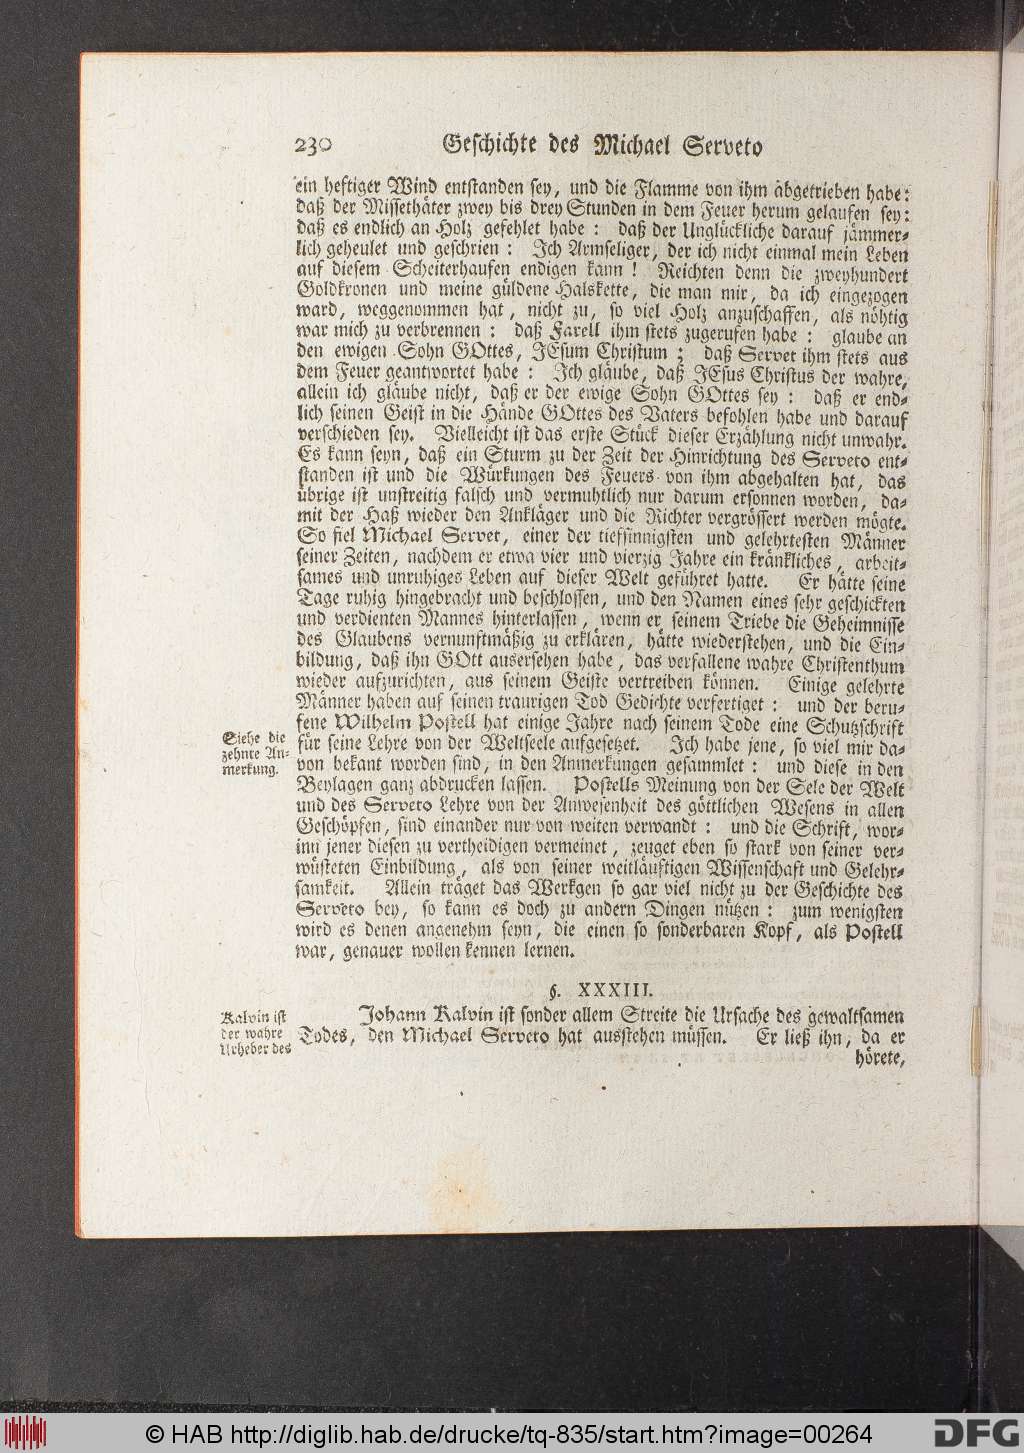 230 Geschichte des Michael Serveto
ein heftiger Wind entstanden sey, und die Flamme von ihm abgetrieben habe:
daß der Missethäter zwey bis drey Stunden in dem Feuer herum gelaufen sey:
daß es endlich an Holz gefehlet habe: daß der Unglückliche darauf jämmer-
lich geheulet und geschrien: Ich Armseliger, der ich nicht einmal mein Leben
auf diesem Scheiterhaufen endigen kann! Reichten denn die zweyhundert
Goldkronen und meine güldene Halskette, die man mir, da ich eingezogen
ward, weggenommen hat, nicht zu, so viel Holz anzuschaffen, als nöhtig
war mich zu verbrennen: daß Farell ihm stets zugerufen habe: glaube an
den ewigen Sohn GOttes, JEsum Christum; daß Servet ihm stets aus
dem Feuer geantwortet habe: Ich gläube, daß JEsus Christus der wahre,
allein ich gläube nicht, daß er der ewige Sohn GOttes sey: daß er end-
lich seinen Geist in die Hände GOttes des Vaters befohlen habe und darauf
verschieden sey. Vielleicht ist das erste Stück dieser Erzählung nicht unwahr.
Es kann seyn, daß ein Sturm zu der Zeit der Hinrichtung des Serveto ent-
standen ist und die Würkungen des Feuers von ihm abgehalten hat, das
übrige ist unstreitig falsch und vermuhtlich nur darum ersonnen worden, da-
mit der Haß wieder den Ankläger und die Richter vergrössert werden mögte.
So fiel Michael Servet, einer der tiefsinnigsten und gelehrtesten Männer
seiner Zeiten, nachdem er etwa vier und vierzig Jahre ein kränkliches, arbeit-
sames und unruhiges Leben auf dieser Welt geführet hatte. Er hätte seine
Tage ruhig hingebracht und beschlossen, und den Namen eines sehr geschickten
und verdienten Mannes hinterlassen, wenn er seinem Triebe die Geheimnisse
des Glaubens vernunftmäßig zu erklären, hätte wiederstehen, und die Ein-
bildung, daß ihn GOtt ausersehen habe, das verfallene wahre Christenthum
wieder aufzurichten, aus seinem Geiste vertreiben können. Einige gelehrte
Männer haben auf seinen traurigen Tod Gedichte verfertiget: und der beru-
fene Wilhelm Postell hat einige Jahre nach seinem Tode eine Schutzschrift
für seine Lehre von der Weltseele aufgesetzet. Ich habe jene, so viel mir da-
von bekant worden sind, in den Anmerkungen gesammlet: und diese in den
Beylagen ganz abdrucken lassen. Postells Meinung von der Sele der Welt
und des Serveto Lehre von der Anwesenheit des göttlichen Wesens in allen
Geschöpfen, sind einander nur von weiten verwandt: und die Schrift, wor-
inn jener diesen zu vertheidigen vermeinet, zeuget eben so stark von seiner ver-
wüsteten Einbildung, als von seiner weitläuftigen Wissenschaft und Gelehr-
samkeit. Allein träget das Werkgen so gar viel nicht zu der Geschichte des
Serveto bey, so kann es doch zu andern Dingen nützen: zum wenigsten
wird es denen angenehm seyn, die einen so sonderbaren Kopf, als Postell
war, genauer wollen kennen lernen.
Siehe die
zehnte An-
merkung.
§. XXXIII.
Johann Kalvin ist sonder allem Streite die Ursache des gewaltsamen
Todes, den Michael Serveto hat ausstehen müssen. Er ließ ihn, da er
hörete,
Kalvin ist
der wahre
Urheber des
© HAB http://diglib.hab.de/drucke/tq-835/start.htm?image=00264
DFG